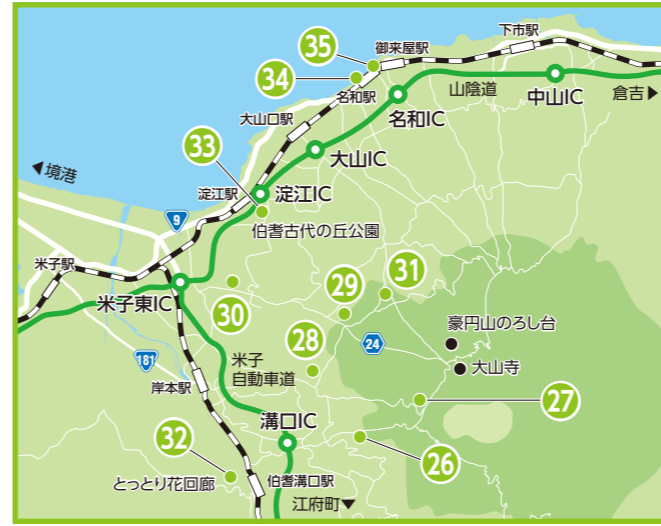 下市駅
御来屋駅
35
34
名和駅
山陰道
中山IC
倉吉▶
名和IC
大山口駅
33
大山IC
◀境港
淀江駅
淀江IC
9
伯耆古代の丘公園
米子駅
31
米子東IC
30
29
豪円山のろし台
28
24
米子
自動車道
大山寺
181
岸本駅
27
溝口IC
32
26
とっとり花回廊
伯耆溝口駅
江府町▼